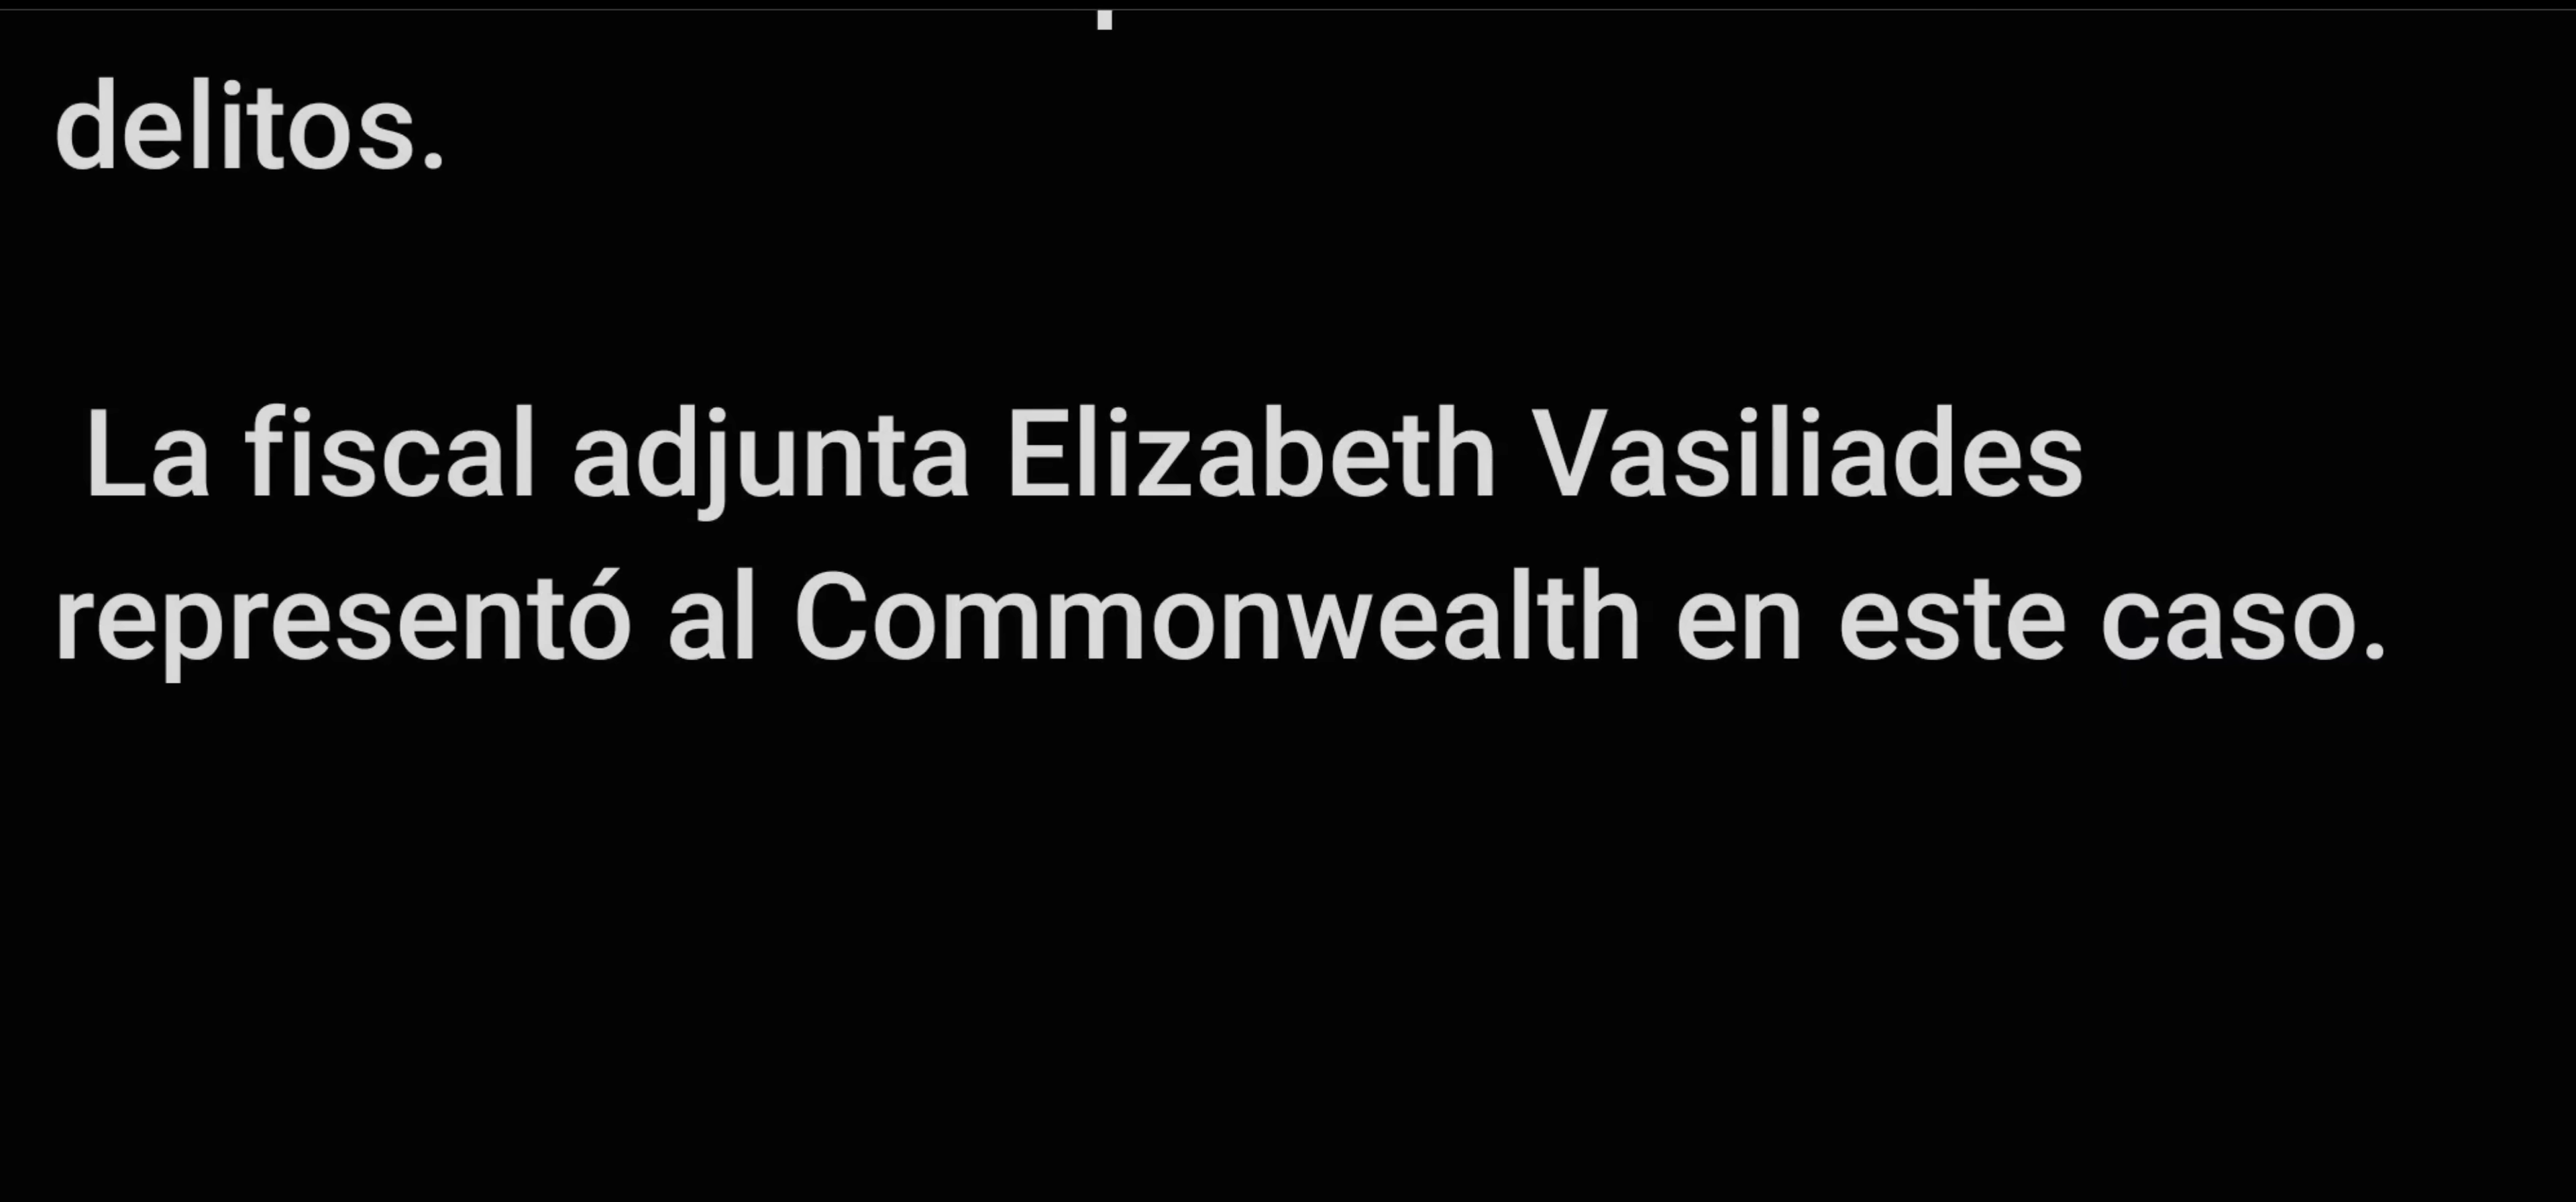 delitos.
La fiscal adjunta Elizabeth Vasiliades
representó al Commonwealth en este caso.